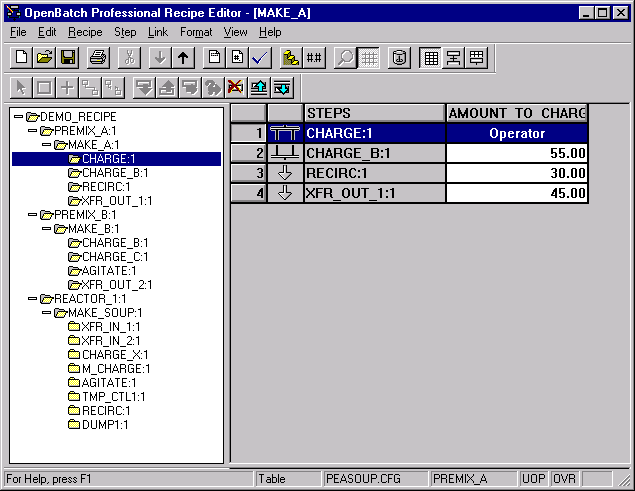 OpenBatch Professional Recipe Editor - [MAKE_A]
File Edit Recipe Step Link Format View Help
##
##
DEMO_RECIPE
PREMIX_A:1
MAKE_A:1
CHARGE:1
CHARGE_B:1
RECIRC:1
XFR_OUT_1:1
PREMIX_B:1
MAKE_B:1
CHARGE_B:1
CHARGE_C:1
AGITATE:1
XFR_OUT_2:1
REACTOR_1:1
MAKE_SOUP:1
XFR_IN_1:1
XFR_IN_2:1
CHARGE_X:1
M_CHARGE:1
AGITATE:1
TMP_CTL1:1
RECIRC:1
DUMP1:1
STEPS AMOUNT TO CHARG
1 CHARGE:1 Operator
2 CHARGE_B:1 55.00
3 RECIRC:1 30.00
4 XFR_OUT_1:1 45.00
For Help, press F1 Table PEASOUP.CFG PREMIX_A UOP OVR